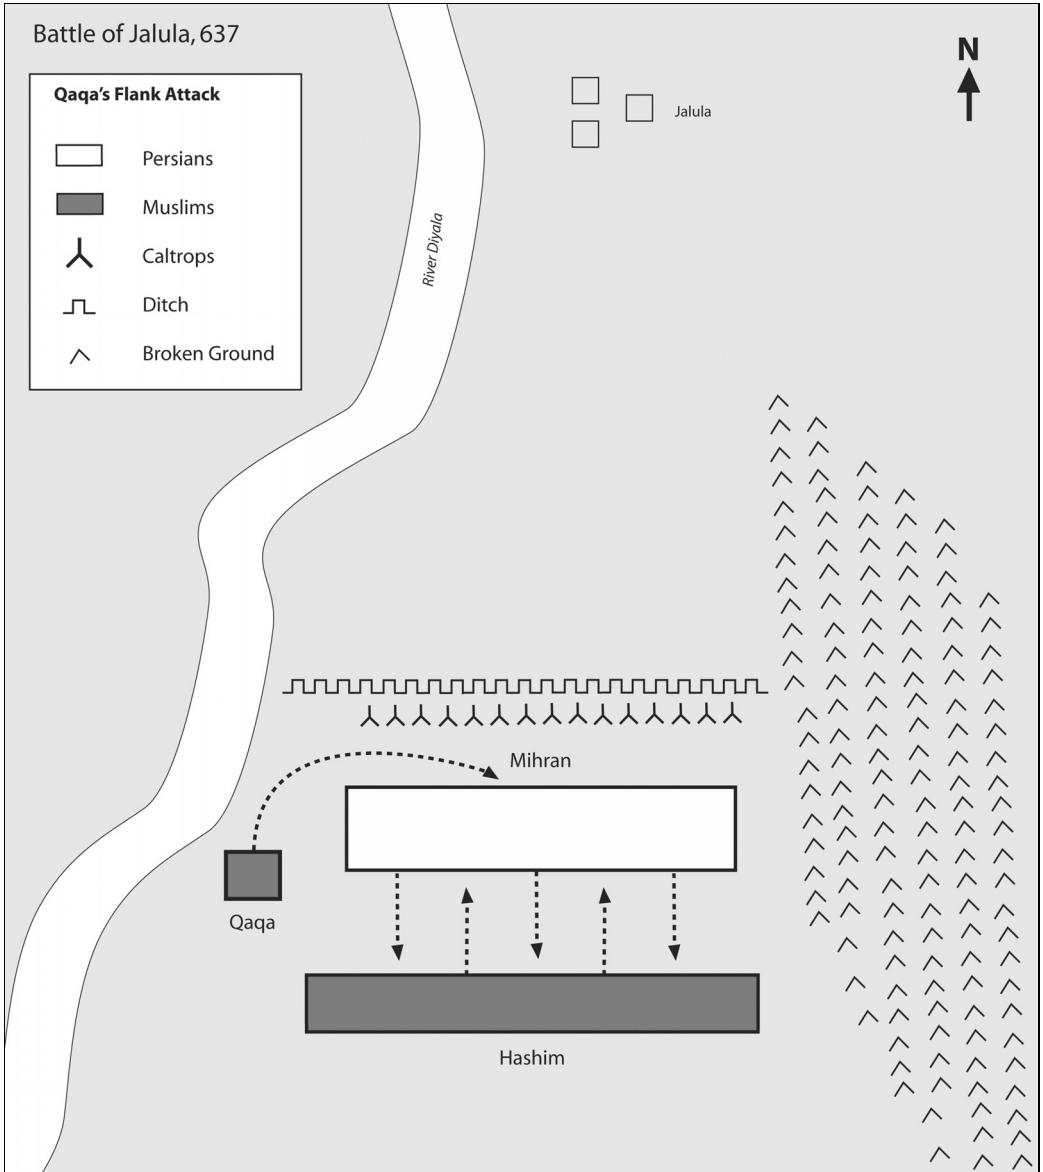 Battle of Jalula, 637
Qaqa's Flank Attack
Persians
Muslims
Caltrops
Ditch
Broken Ground
N
Jalula
River Diyala
Mihran
Qaqa
Hashim